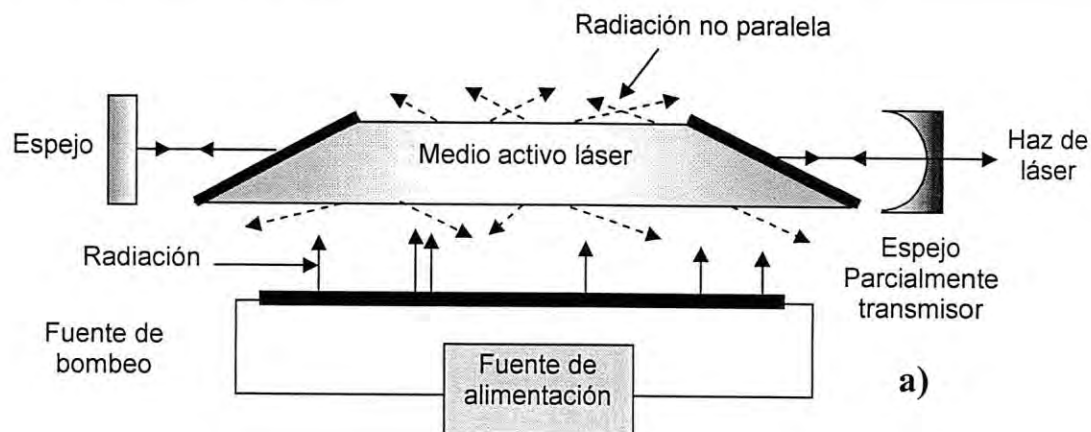 Radiación no paralela
Espejo
Medio activo láser
Haz de
láser
Radiación
Espejo
Parcialmente
transmisor
Fuente de
bombeo
Fuente de
alimentación
a)